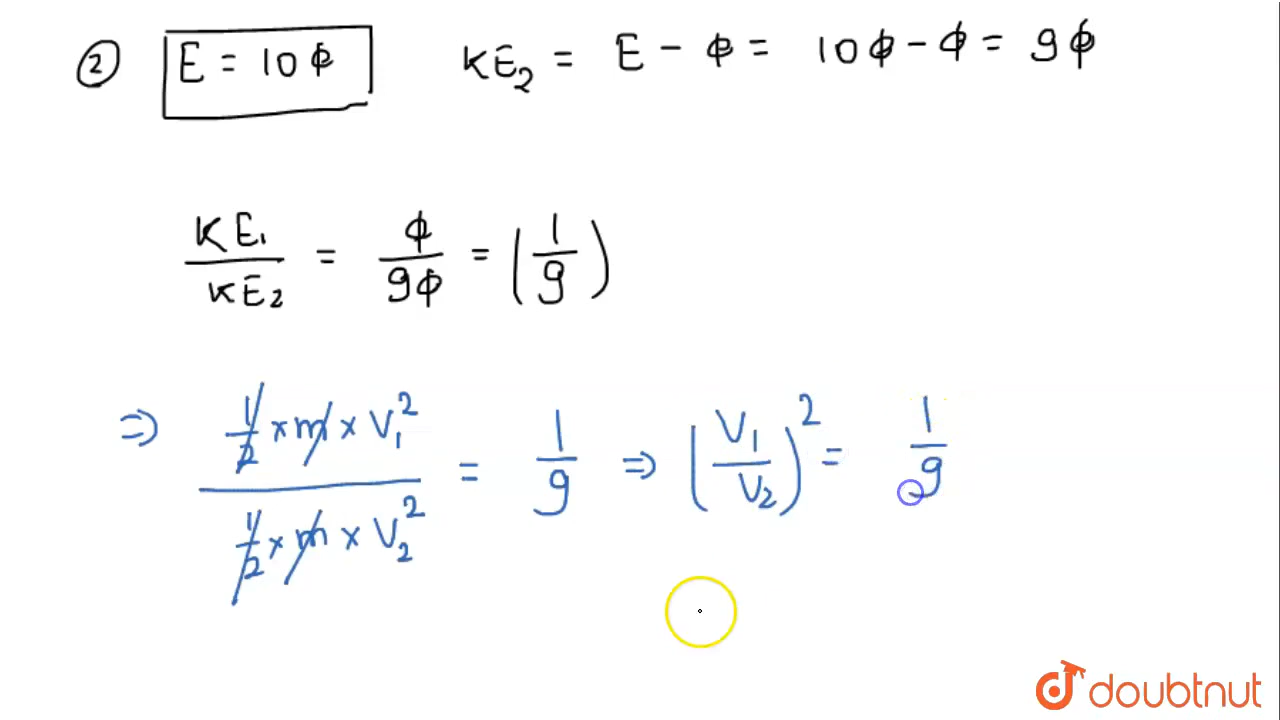 ② E = 10ϕ KE₂ = E − ϕ = 10ϕ − ϕ = 9ϕ
KE₁/KE₂ = ϕ/9ϕ = (1/9)
⇒ (1/2 × m × V₁²)/(1/2 × m × V₂²) = 1/9 ⇒ (V₁/V₂)² = 1/9
doubtnut